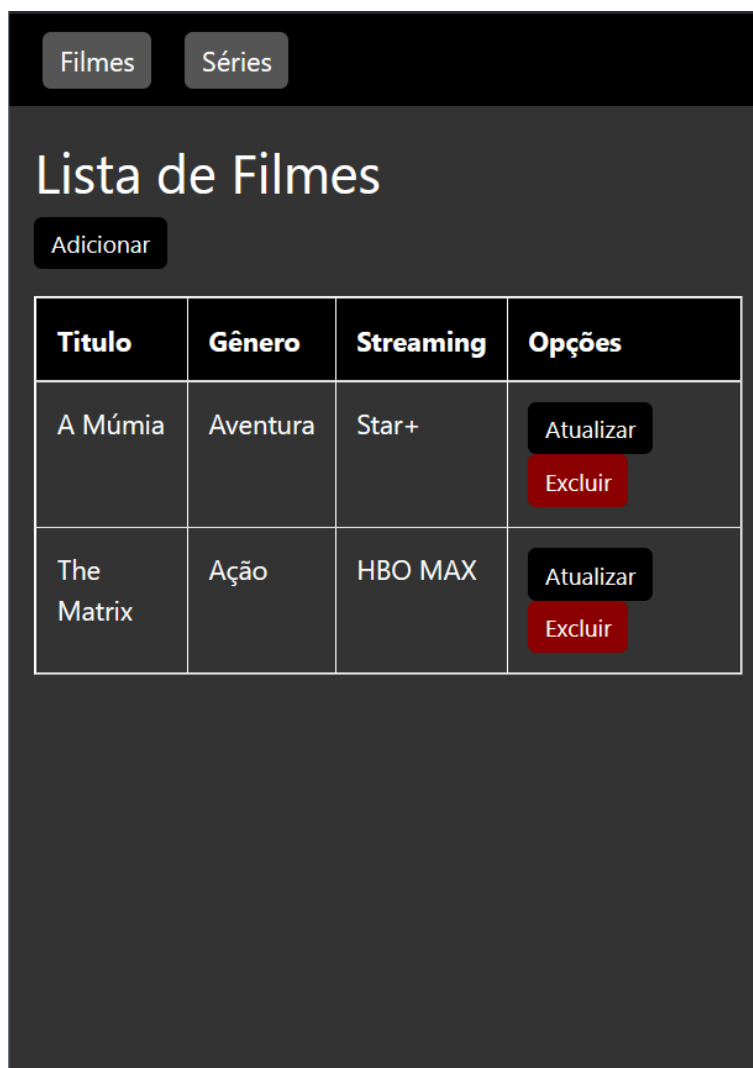 Filmes Séries
Lista de Filmes
Adicionar
Titulo Gênero Streaming Opções
A Múmia Aventura Star+ Atualizar
Excluir
The Matrix Ação HBO MAX Atualizar
Excluir